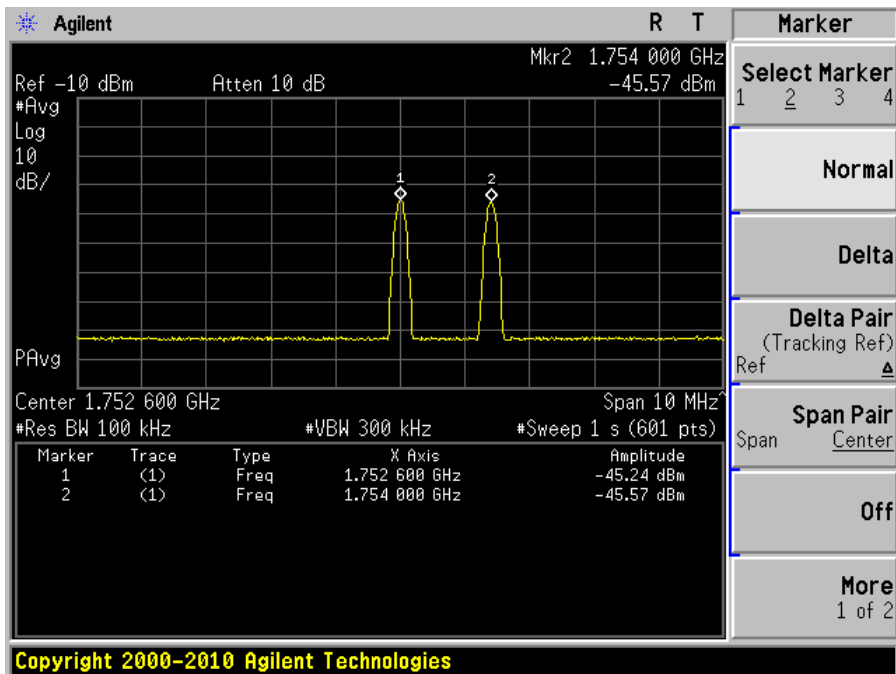 Agilent R T
Mkr2 1.754 000 GHz
Ref -10 dBm Atten 10 dB -45.57 dBm
#Avg
Log
10
dB/
1 2
PAvg
Center 1.752 600 GHz Span 10 MHz^
#Res BW 100 kHz #VBW 300 kHz #Sweep 1 s (601 pts)
Marker Trace Type X Axis Amplitude
1 (1) Freq 1.752 600 GHz -45.24 dBm
2 (1) Freq 1.754 000 GHz -45.57 dBm
Marker
Select Marker
1 2 3 4
Normal
Delta
Delta Pair
(Tracking Ref)
Ref Δ
Span Pair
Span Center
Off
More
1 of 2
Copyright 2000-2010 Agilent Technologies